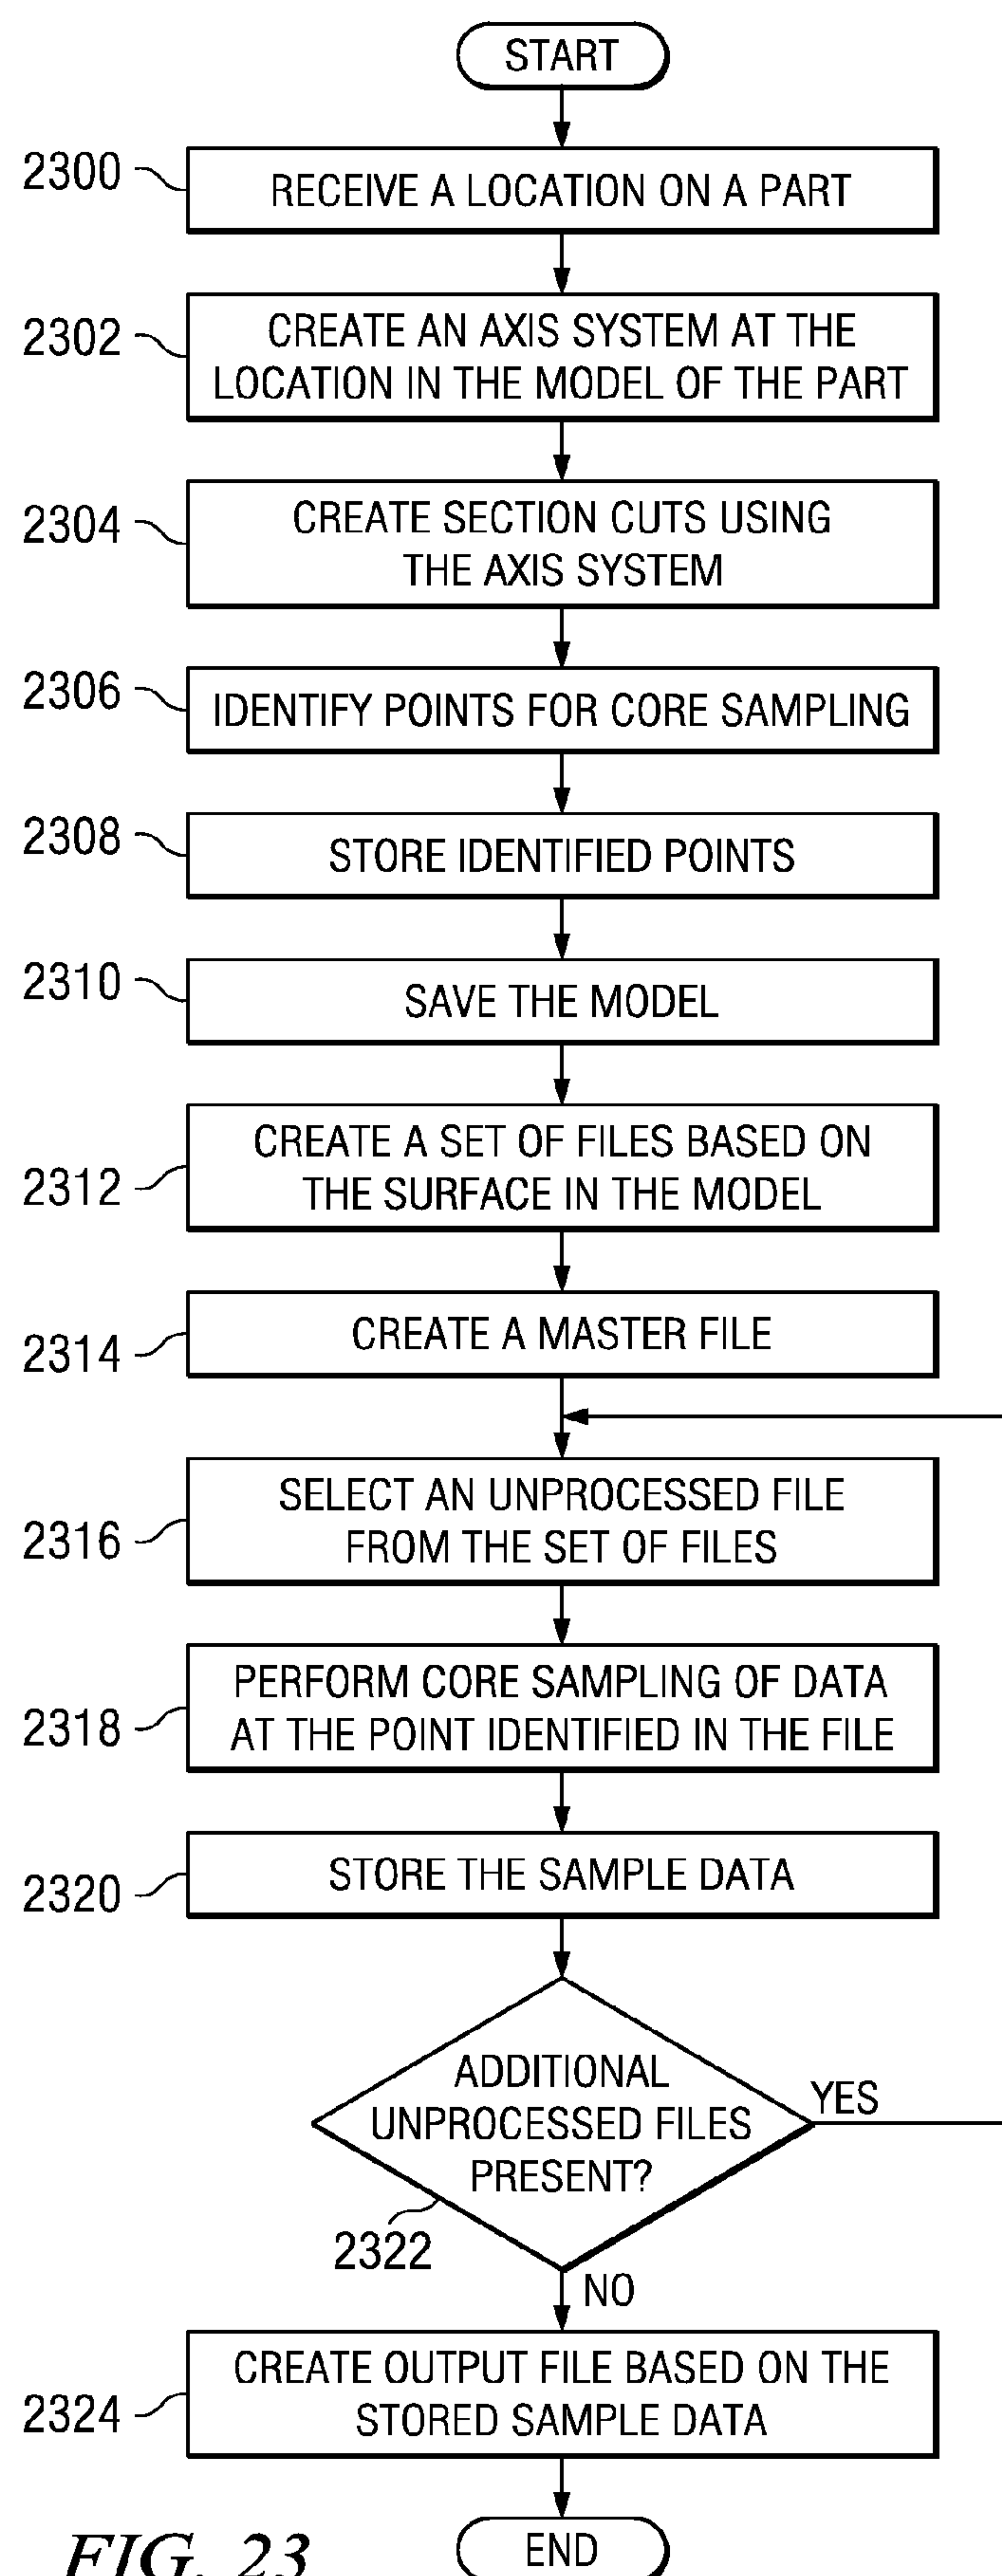 START
2300
RECEIVE A LOCATION ON A PART
2302
CREATE AN AXIS SYSTEM AT THE
LOCATION IN THE MODEL OF THE PART
2304
CREATE SECTION CUTS USING
THE AXIS SYSTEM
2306
IDENTIFY POINTS FOR CORE SAMPLING
2308
STORE IDENTIFIED POINTS
2310
SAVE THE MODEL
2312
CREATE A SET OF FILES BASED ON
THE SURFACE IN THE MODEL
2314
CREATE A MASTER FILE
2316
SELECT AN UNPROCESSED FILE
FROM THE SET OF FILES
2318
PERFORM CORE SAMPLING OF DATA
AT THE POINT IDENTIFIED IN THE FILE
2320
STORE THE SAMPLE DATA
ADDITIONAL
UNPROCESSED FILES
PRESENT?
YES
2322
NO
2324
CREATE OUTPUT FILE BASED ON THE
STORED SAMPLE DATA
END
FIG. 23